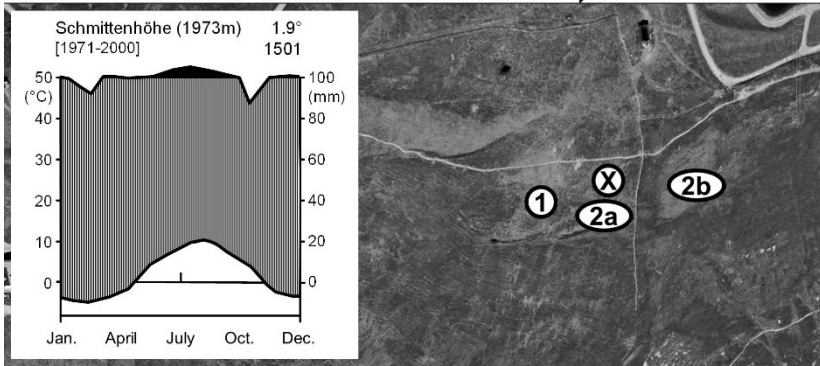 Schmittenhöhe (1973m) 1.9°
[1971-2000] 1501
50 100
(°C) (mm)
40 80
30 60
20 40
10 20
0 0
Jan. April July Oct. Dec.
X
2b
1
2a